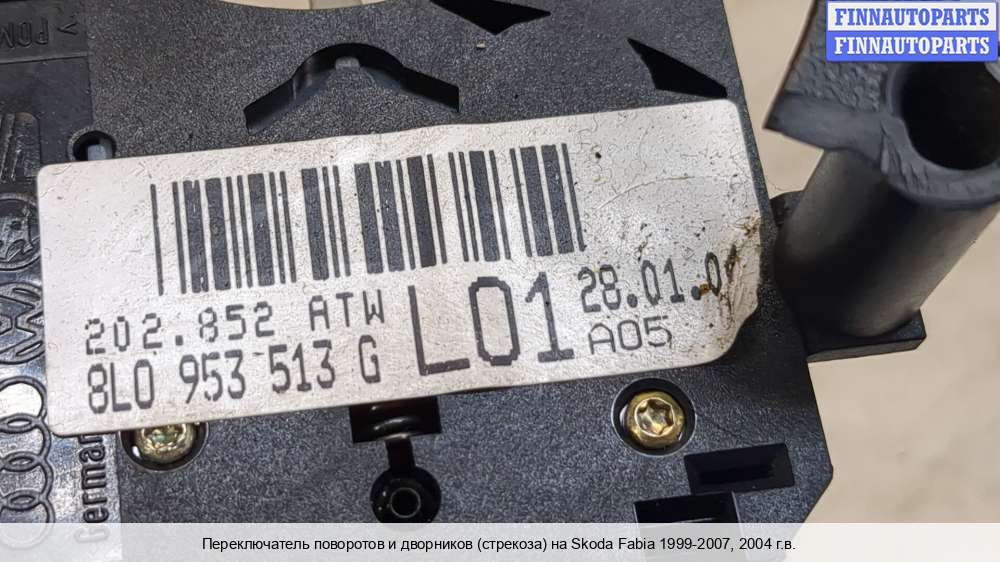 FINNAUTOPARTS
FINNAUTOPARTS
> POM
202.852 ATW
8L0 953 513 G
L01
28.01.0
A05
German
Переключатель поворотов и дворников (стрекоза) на Skoda Fabia 1999-2007, 2004 г.в.